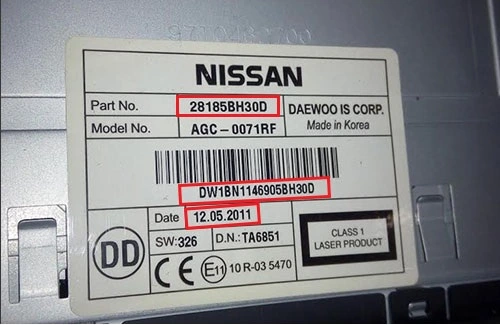 NISSAN
Part No. 28185BH30D
DAEWOO IS CORP.
Made in Korea
Model No. AGC-0071RF
DW1BN1146905BH30D
Date 12.05.2011
SW:326 D.N.: TA6851
DD
CE E11 10 R-03 5470
CLASS 1
LASER PRODUCT